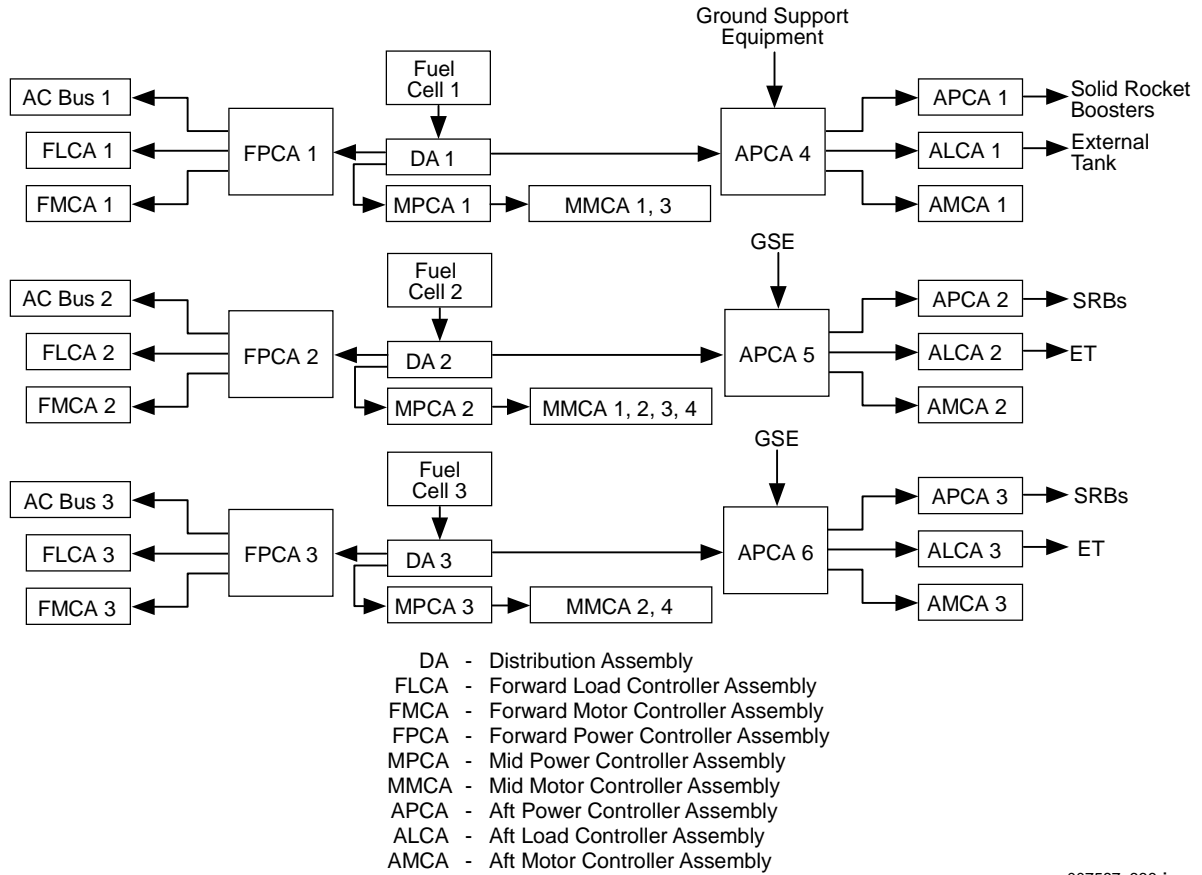 Ground Support
Equipment
Fuel
Cell 1
AC Bus 1
FLCA 1
FMCA 1
FPCA 1
DA 1
MPCA 1
MMCA 1, 3
APCA 4
APCA 1
ALCA 1
AMCA 1
Solid Rocket
Boosters
External
Tank
GSE
Fuel
Cell 2
AC Bus 2
FLCA 2
FMCA 2
FPCA 2
DA 2
MPCA 2
MMCA 1, 2, 3, 4
APCA 5
APCA 2
ALCA 2
AMCA 2
SRBs
ET
GSE
Fuel
Cell 3
AC Bus 3
FLCA 3
FMCA 3
FPCA 3
DA 3
MPCA 3
MMCA 2, 4
APCA 6
APCA 3
ALCA 3
AMCA 3
SRBs
ET
DA - Distribution Assembly
FLCA - Forward Load Controller Assembly
FMCA - Forward Motor Controller Assembly
FPCA - Forward Power Controller Assembly
MPCA - Mid Power Controller Assembly
MMCA - Mid Motor Controller Assembly
APCA - Aft Power Controller Assembly
ALCA - Aft Load Controller Assembly
AMCA - Aft Motor Controller Assembly